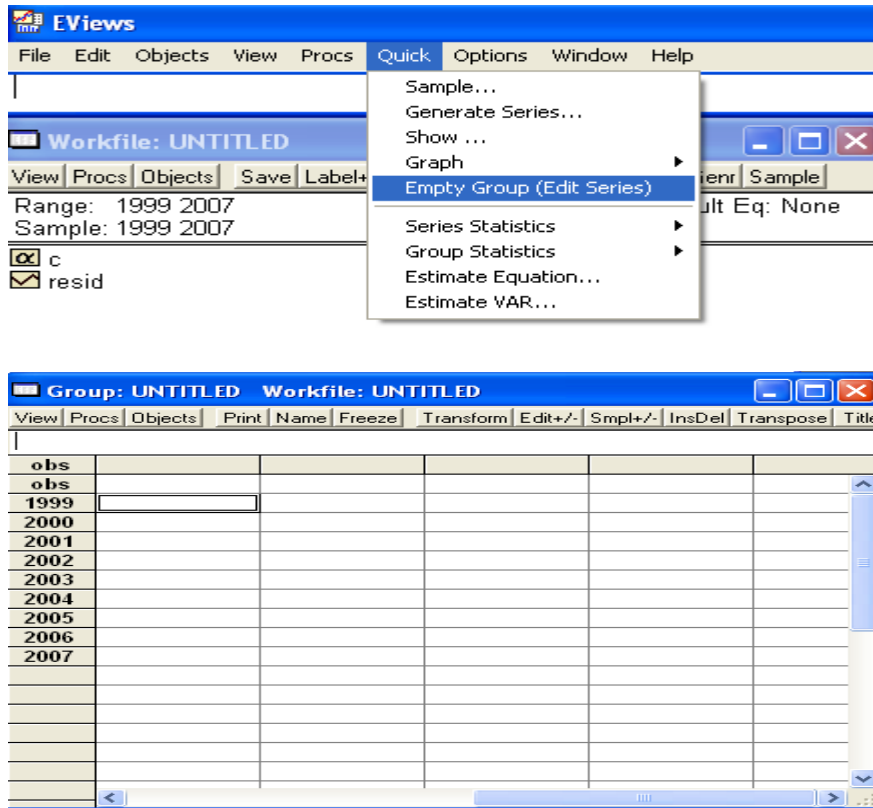 EViews
File Edit Objects View Procs Quick Options Window Help
Sample...
Generate Series...
Show ...
Graph
Empty Group (Edit Series)
Series Statistics
Group Statistics
Estimate Equation...
Estimate VAR...
Workfile: UNTITLED
View Procs Objects Save Label+ Sample
Range: 1999 2007 Eq: None
Sample: 1999 2007
c
resid
Group: UNTITLED Workfile: UNTITLED
View Procs Objects Print Name Freeze Transform Edit+/- Smpl+/- InsDel Transpose Title
obs
obs
1999
2000
2001
2002
2003
2004
2005
2006
2007